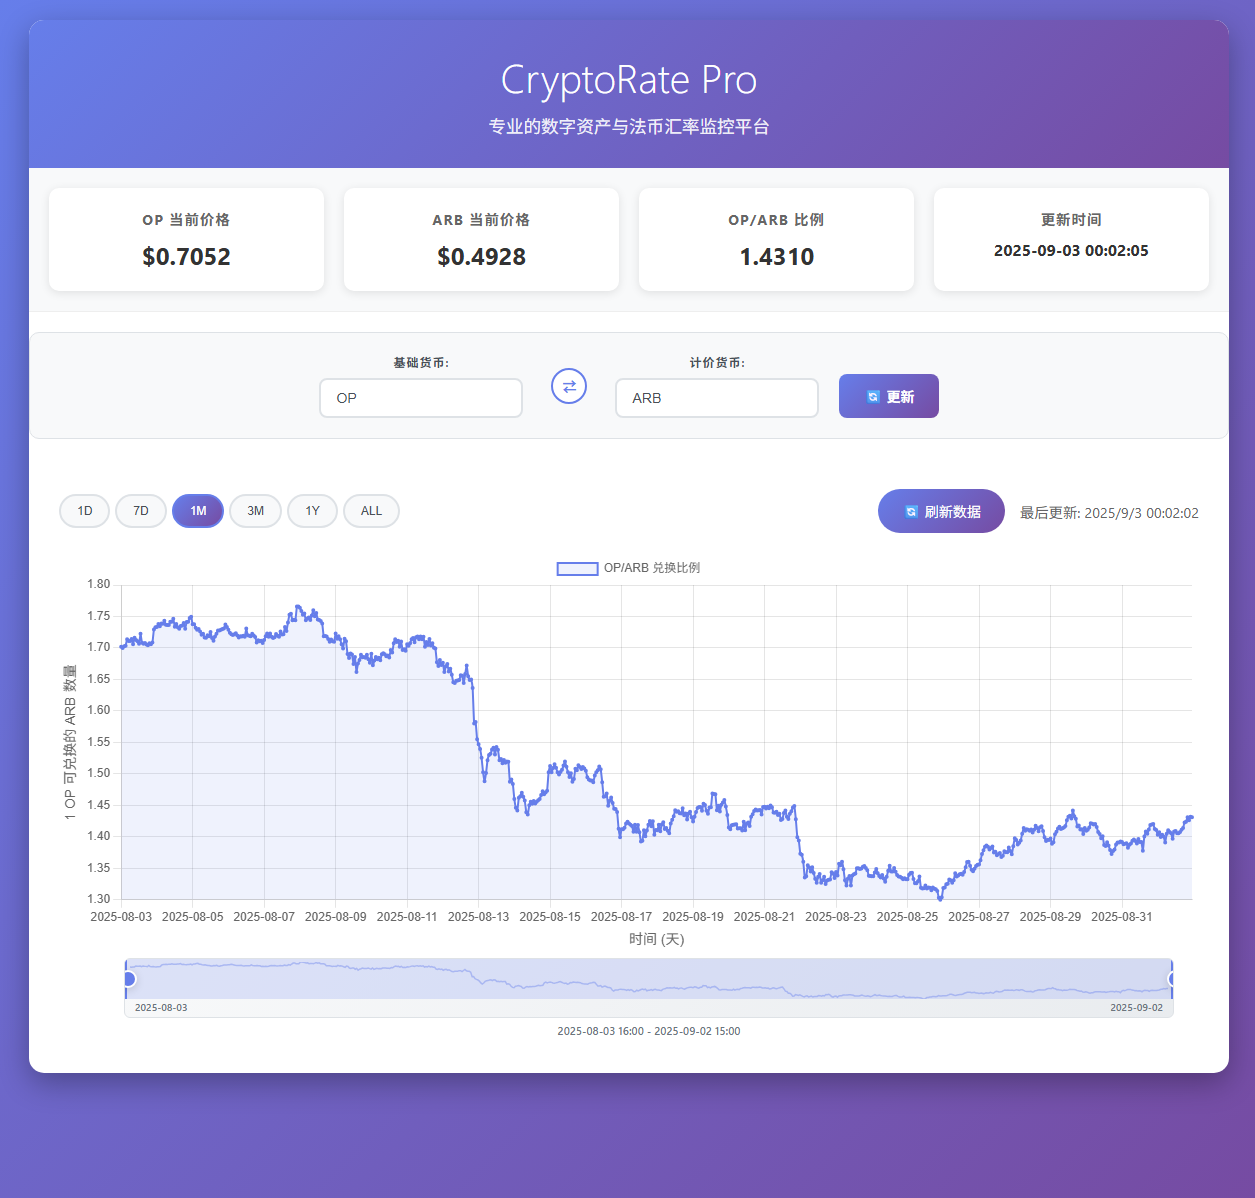 CryptoRate Pro
专业的数字资产与法币汇率监控平台
OP 当前价格
$0.7052
ARB 当前价格
$0.4928
OP/ARB 比例
1.4310
更新时间
2025-09-03 00:02:05
基础货币:
OP
计价货币:
ARB
更新
1D 7D 1M 3M 1Y ALL
刷新数据
最后更新: 2025/9/3 00:02:02
OP/ARB 兑换比例
1 OP 可兑换的 ARB 数量
1.80
1.75
1.70
1.65
1.60
1.55
1.50
1.45
1.40
1.35
1.30
2025-08-03 2025-08-05 2025-08-07 2025-08-09 2025-08-11 2025-08-13 2025-08-15 2025-08-17 2025-08-19 2025-08-21 2025-08-23 2025-08-25 2025-08-27 2025-08-29 2025-08-31
时间 (天)
2025-08-03 2025-09-02
2025-08-03 16:00 - 2025-09-02 15:00